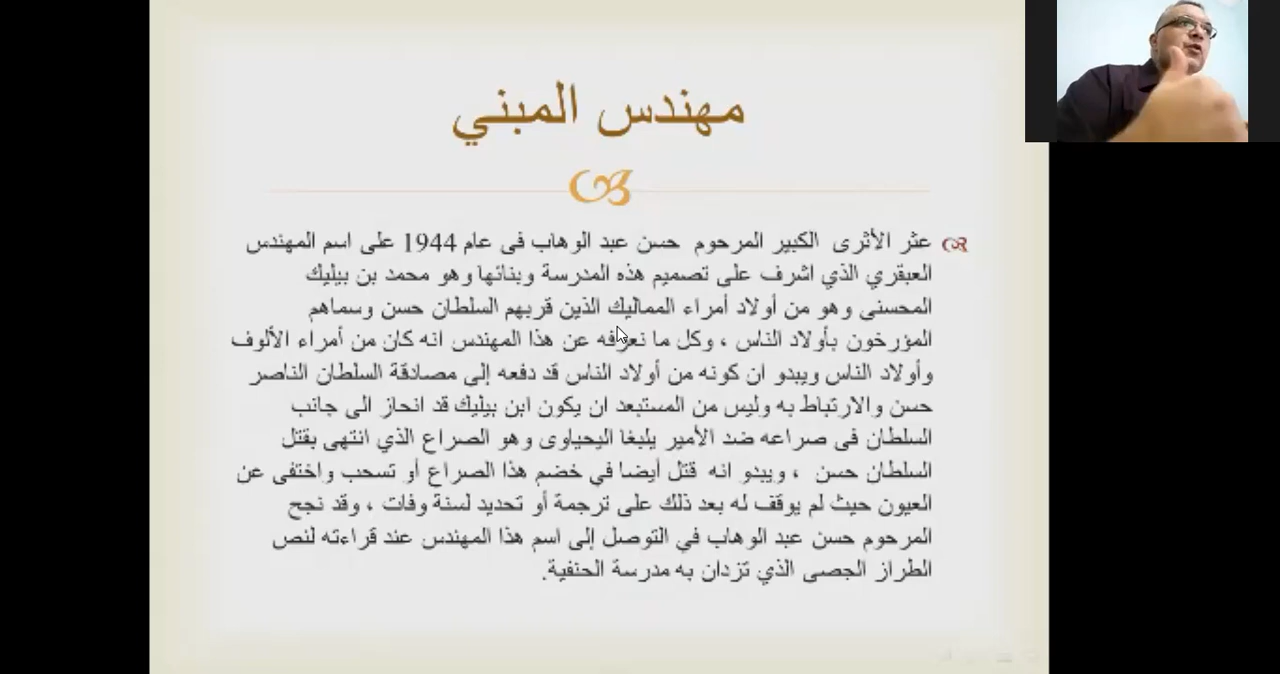 مهندس المبني
عثر الأثرى الكبير المرحوم حسن عبد الوهاب فى عام 1944 على اسم المهندس
العبقري الذي اشرف على تصميم هذه المدرسة وبنائها وهو محمد بن بيليك
المحسنى وهو من أولاد أمراء المماليك الذين قربهم السلطان حسن وسماهم
المؤرخون بأولاد الناس ، وكل ما نعرفه عن هذا المهندس انه كان من أمراء الألوف
وأولاد الناس ويبدو ان كونه من أولاد الناس قد دفعه إلى مصادقة السلطان الناصر
حسن والارتباط به وليس من المستبعد ان يكون ابن بيليك قد انحاز الى جانب
السلطان فى صراعه ضد الأمير يلبغا اليحياوى وهو الصراع الذي انتهى بقتل
السلطان حسن ، ويبدو انه قتل أيضا في خضم هذا الصراع أو تسحب واختفى عن
العيون حيث لم يوقف له بعد ذلك على ترجمة أو تحديد لسنة وفات ، وقد نجح
المرحوم حسن عبد الوهاب في التوصل إلى اسم هذا المهندس عند قراءته لنص
الطراز الجصى الذي تزدان به مدرسة الحنفية.